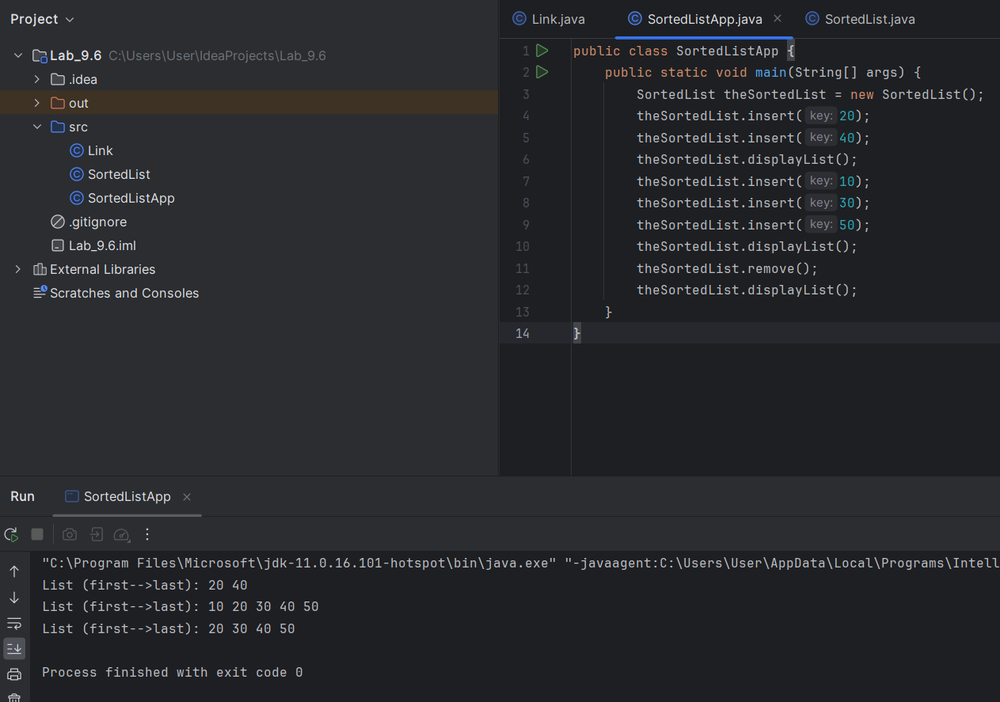 Project
Lab_9.6 C:\Users\User\IdeaProjects\Lab_9.6
.idea
out
src
Link
SortedList
SortedListApp
.gitignore
Lab_9.6.iml
External Libraries
Scratches and Consoles
Link.java SortedListApp.java SortedList.java
1 public class SortedListApp {
2 public static void main(String[] args) {
3 SortedList theSortedList = new SortedList();
4 theSortedList.insert( key: 20);
5 theSortedList.insert( key: 40);
6 theSortedList.displayList();
7 theSortedList.insert( key: 10);
8 theSortedList.insert( key: 30);
9 theSortedList.insert( key: 50);
10 theSortedList.displayList();
11 theSortedList.remove();
12 theSortedList.displayList();
13 }
14 }
Run SortedListApp
"C:\Program Files\Microsoft\jdk-11.0.16.101-hotspot\bin\java.exe" "-javaagent:C:\Users\User\AppData\Local\Programs\Intell
List (first-->last): 20 40
List (first-->last): 10 20 30 40 50
List (first-->last): 20 30 40 50
Process finished with exit code 0